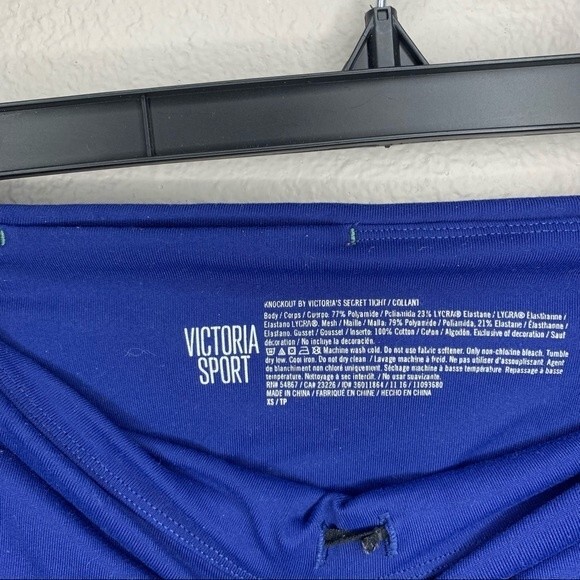 VICTORIA
SPORT
KNOCKOUT BY VICTORIA'S SECRET TIGHT / COLLANT
Body / Corps / Cuerpo: 77% Polyamide / Poliamida 23% LYCRA® Elastane / LYCRA® Élasthanne /
Elastano LYCRA®. Mesh / Maille / Malla: 79% Polyamide / Poliamida, 21% Elastane / Élasthanne /
Elastano. Gusset / Gousset / Inserto: 100% Cotton / Coton / Algodón. Exclusive of decoration / Sauf
décoration / No incluye la decoración.
Machine wash cold. Do not use fabric softener. Only non-chlorine bleach. Tumble
dry low. Cool iron. Do not dry clean / Lavage machine à froid. Ne pas utiliser d'assouplissant. Agent
de blanchiment non chloré uniquement. Séchage machine à basse température. Repassage à basse
température. Nettoyage à sec interdit. / No usar suavizante.
RN# 54867 / CA# 23226 / ID# 36011864 / 11 16 / 11093680
MADE IN CHINA / FABRIQUÉ EN CHINE / HECHO EN CHINA
XS / TP